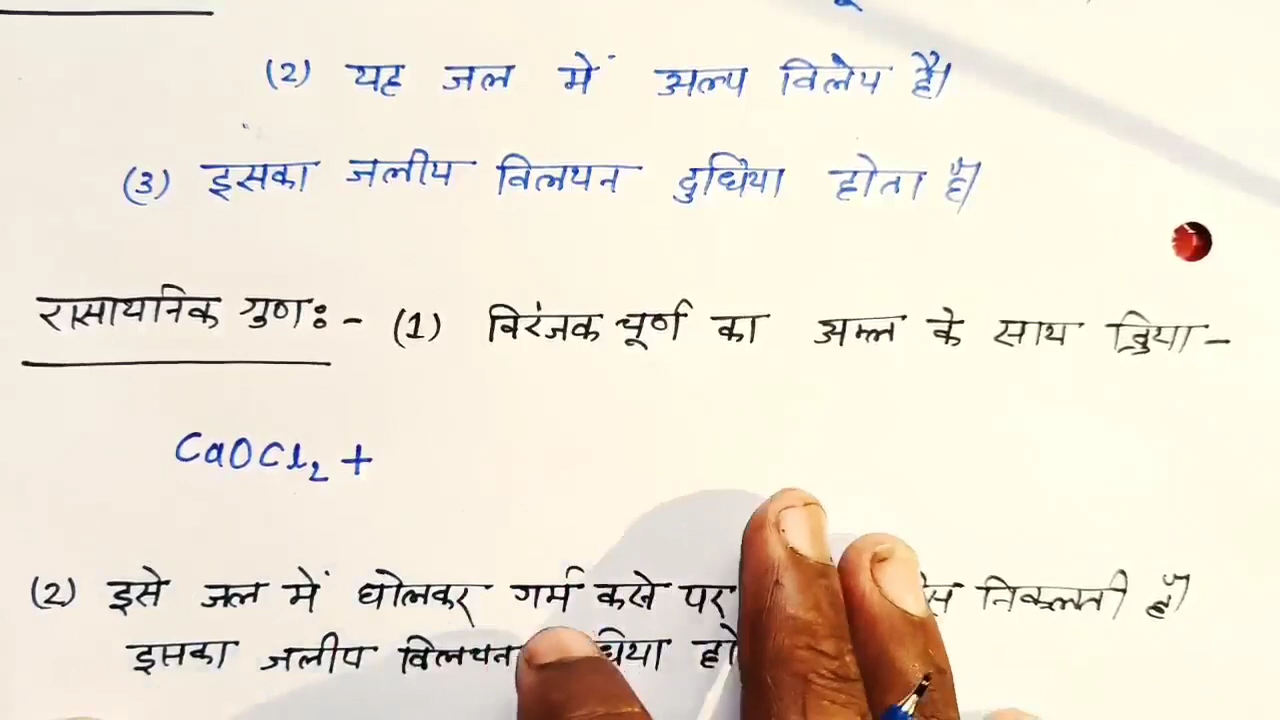 (2) यह जल में अल्प विलेय है।
(3) इसका जलीय विलयन दुधिया होता है।
रासायनिक गुणः- (1) विरंजक चूर्ण का अम्ल के साथ क्रिया -
CaOCl₂ +
(2) इसे जल में घोलकर गर्म करने पर निकलती है।
इसका जलीय विलयन